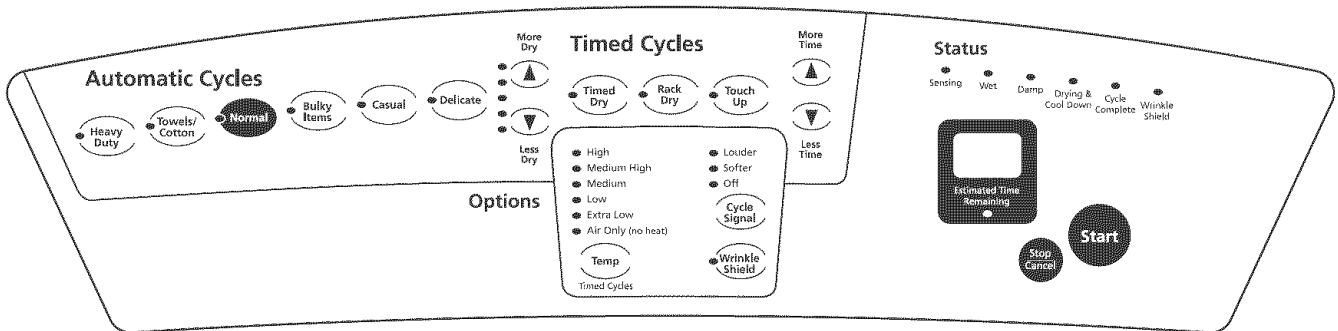 Automatic Cycles
Heavy
Duty
Towels/
Cotton
Normal
Bulky
Items
Casual
Delicate
More
Dry
Less
Dry
Timed Cycles
Timed
Dry
Rack
Dry
Touch
Up
More
Time
Less
Time
Options
High
Medium High
Medium
Low
Extra Low
Air Only (no heat)
Temp
Timed Cycles
Louder
Softer
Off
Cycle
Signal
Wrinkle
Shield
Status
Sensing
Wet
Damp
Drying &
Cool Down
Cycle
Complete
Wrinkle
Shield
Estimated Time
Remaining
Stop
Cancel
Start